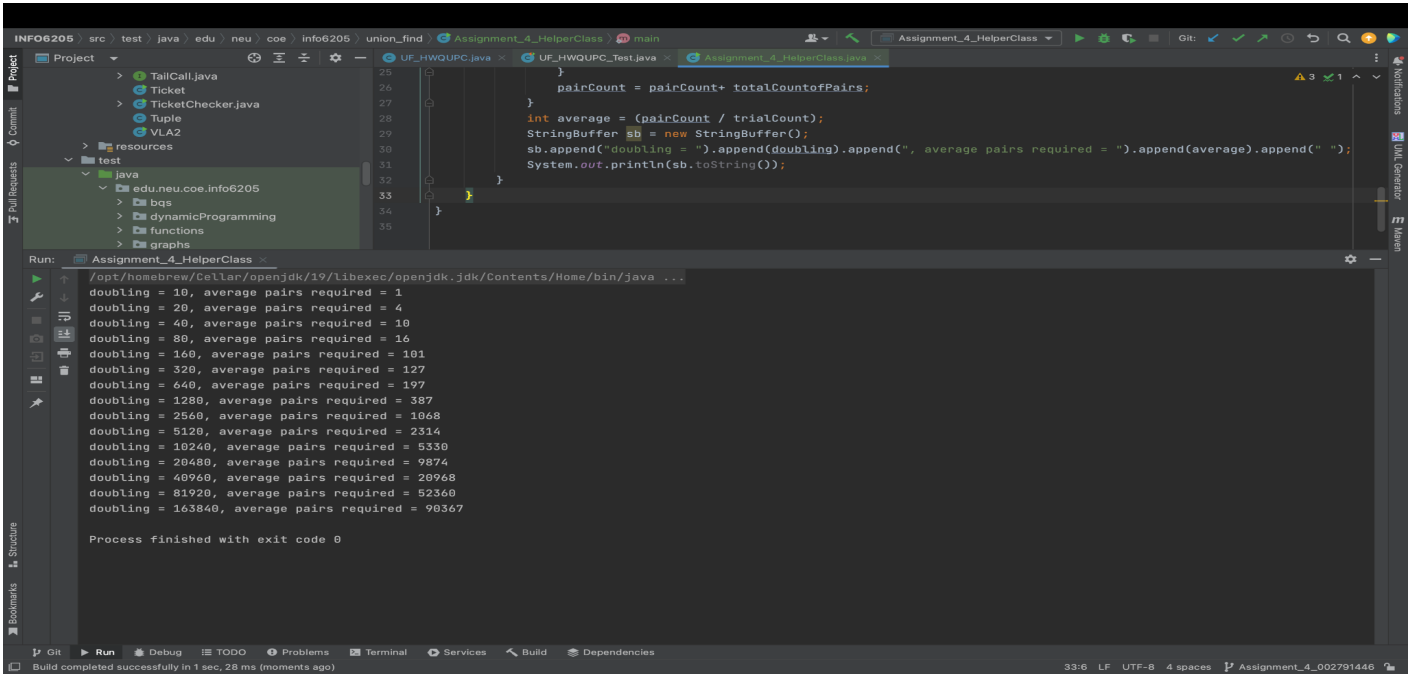 INFO6205 > src > test > java > edu > neu > coe > info6205 > union_find > Assignment_4_HelperClass > main
Assignment_4_HelperClass
Git:
Project
UF_HWQUPC.java
UF_HWQUPC_Test.java
Assignment_4_HelperClass.java
TailCall.java
Ticket
TicketChecker.java
Tuple
VLA2
resources
test
java
edu.neu.coe.info6205
bqs
dynamicProgramming
functions
graphs
25 }
26 pairCount = pairCount+ totalCountofPairs;
27 }
28 int average = (pairCount / trialCount);
29 StringBuffer sb = new StringBuffer();
30 sb.append("doubling = ").append(doubling).append(", average pairs required = ").append(average).append(" ");
31 System.out.println(sb.toString());
32 }
33 }
34 }
35
3 1
Project
Commit
Pull Requests
Structure
Bookmarks
Notifications
UML Generator
m Maven
Run: Assignment_4_HelperClass
/opt/homebrew/Cellar/openjdk/19/libexec/openjdk.jdk/Contents/Home/bin/java ...
doubling = 10, average pairs required = 1
doubling = 20, average pairs required = 4
doubling = 40, average pairs required = 10
doubling = 80, average pairs required = 16
doubling = 160, average pairs required = 101
doubling = 320, average pairs required = 127
doubling = 640, average pairs required = 197
doubling = 1280, average pairs required = 387
doubling = 2560, average pairs required = 1068
doubling = 5120, average pairs required = 2314
doubling = 10240, average pairs required = 5330
doubling = 20480, average pairs required = 9874
doubling = 40960, average pairs required = 20968
doubling = 81920, average pairs required = 52360
doubling = 163840, average pairs required = 90367
Process finished with exit code 0
Git Run Debug TODO Problems Terminal Services Build Dependencies
Build completed successfully in 1 sec, 28 ms (moments ago)
33:6 LF UTF-8 4 spaces Assignment_4_002791446